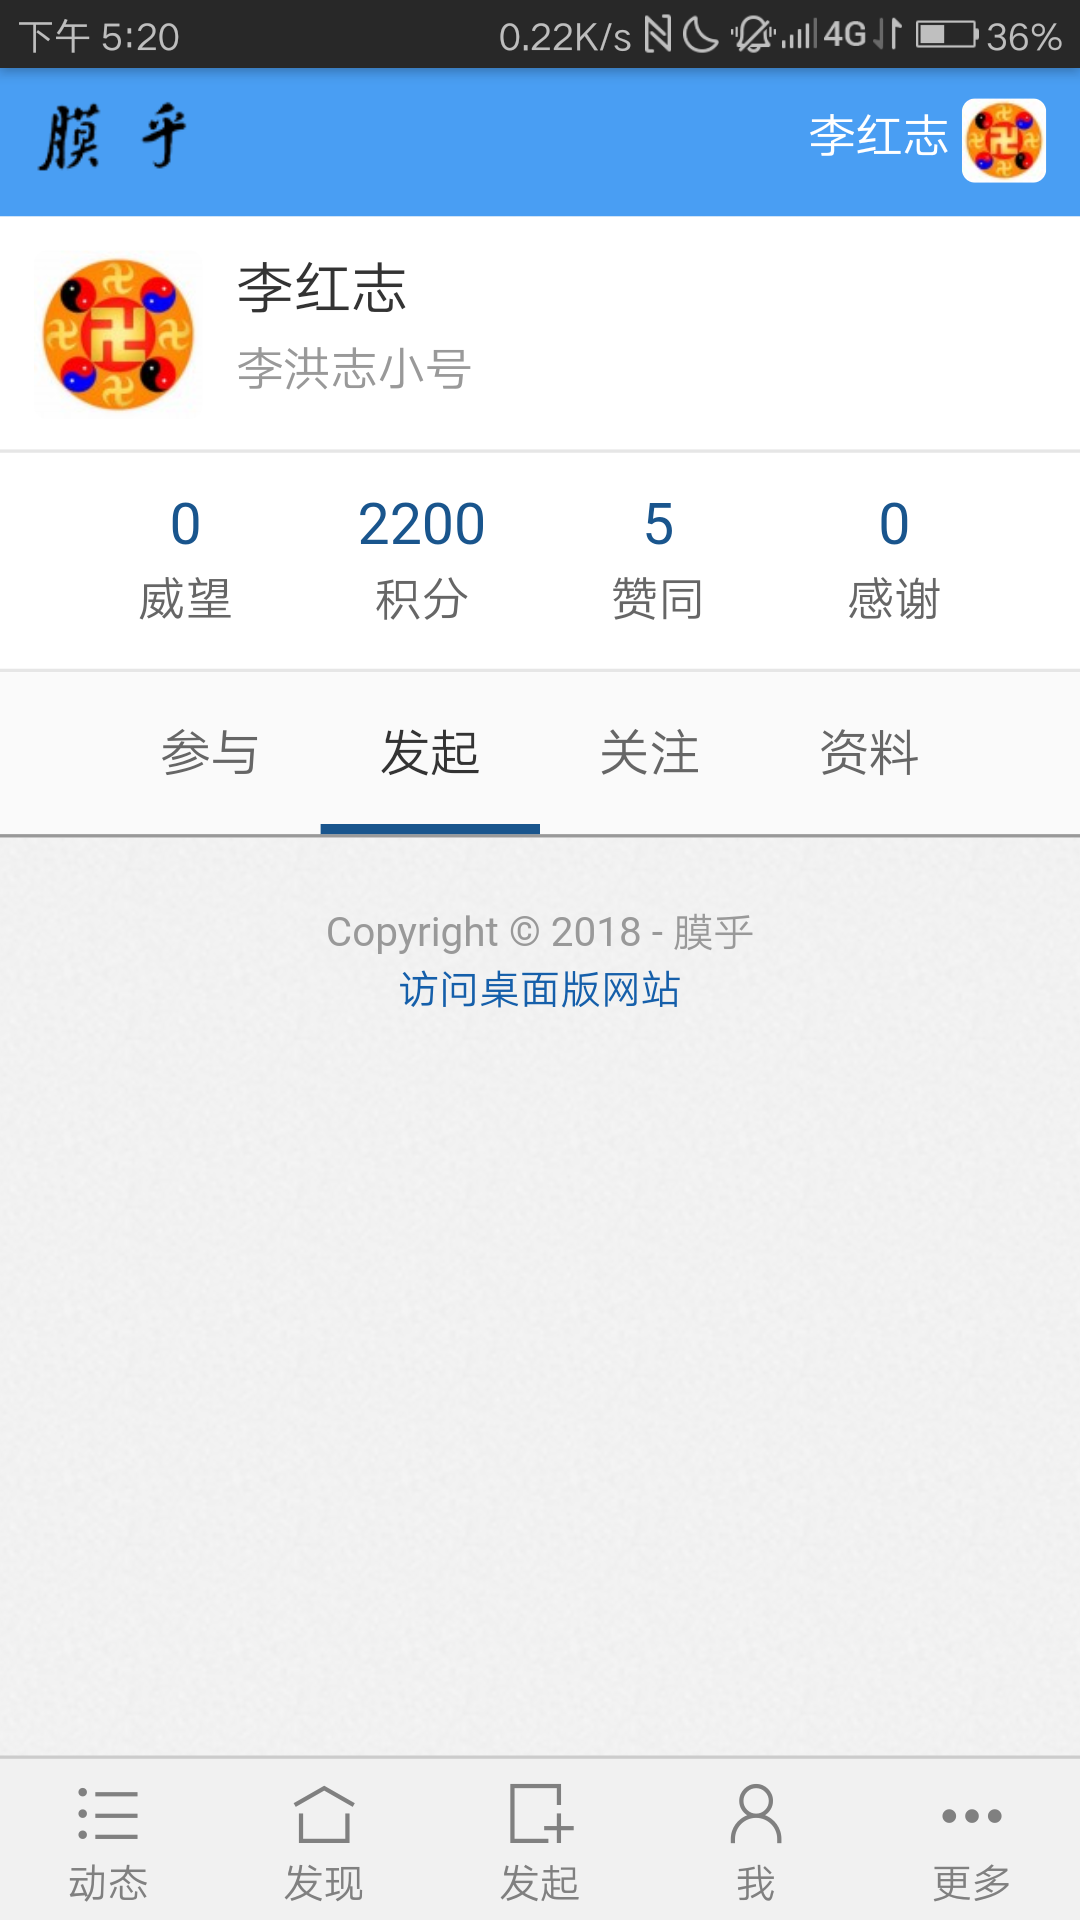 下午 5:20 0.22K/s 4G 36%
膜乎 李红志
李红志
李洪志小号
0 2200 5 0
威望 积分 赞同 感谢
参与 发起 关注 资料
Copyright © 2018 - 膜乎
访问桌面版网站
动态 发现 发起 我 更多